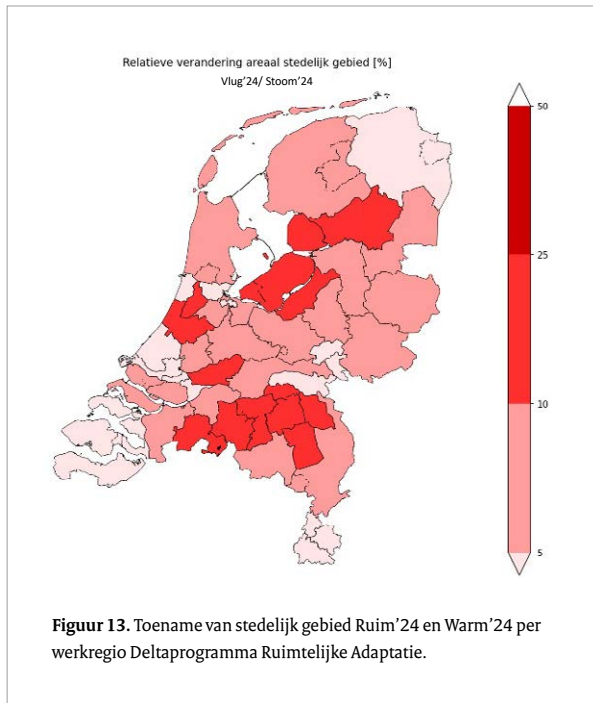 Relatieve verandering areaal stedelijk gebied [%]
Vlug'24/ Stoom'24
50
25
10
5
Figuur 13. Toename van stedelijk gebied Ruim'24 en Warm'24 per
werkregio Deltaprogramma Ruimtelijke Adaptatie.